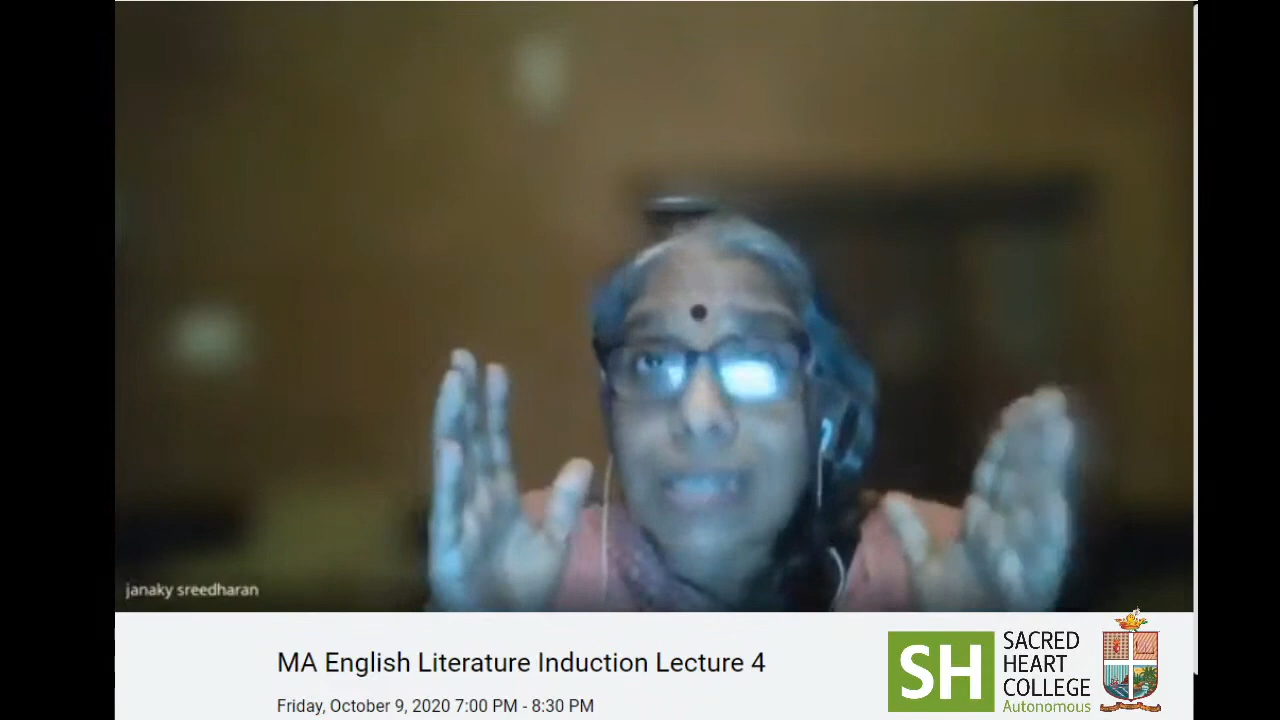 janaky sreedharan
MA English Literature Induction Lecture 4
Friday, October 9, 2020 7:00 PM - 8:30 PM
SH
SACRED
HEART
COLLEGE
Autonomous